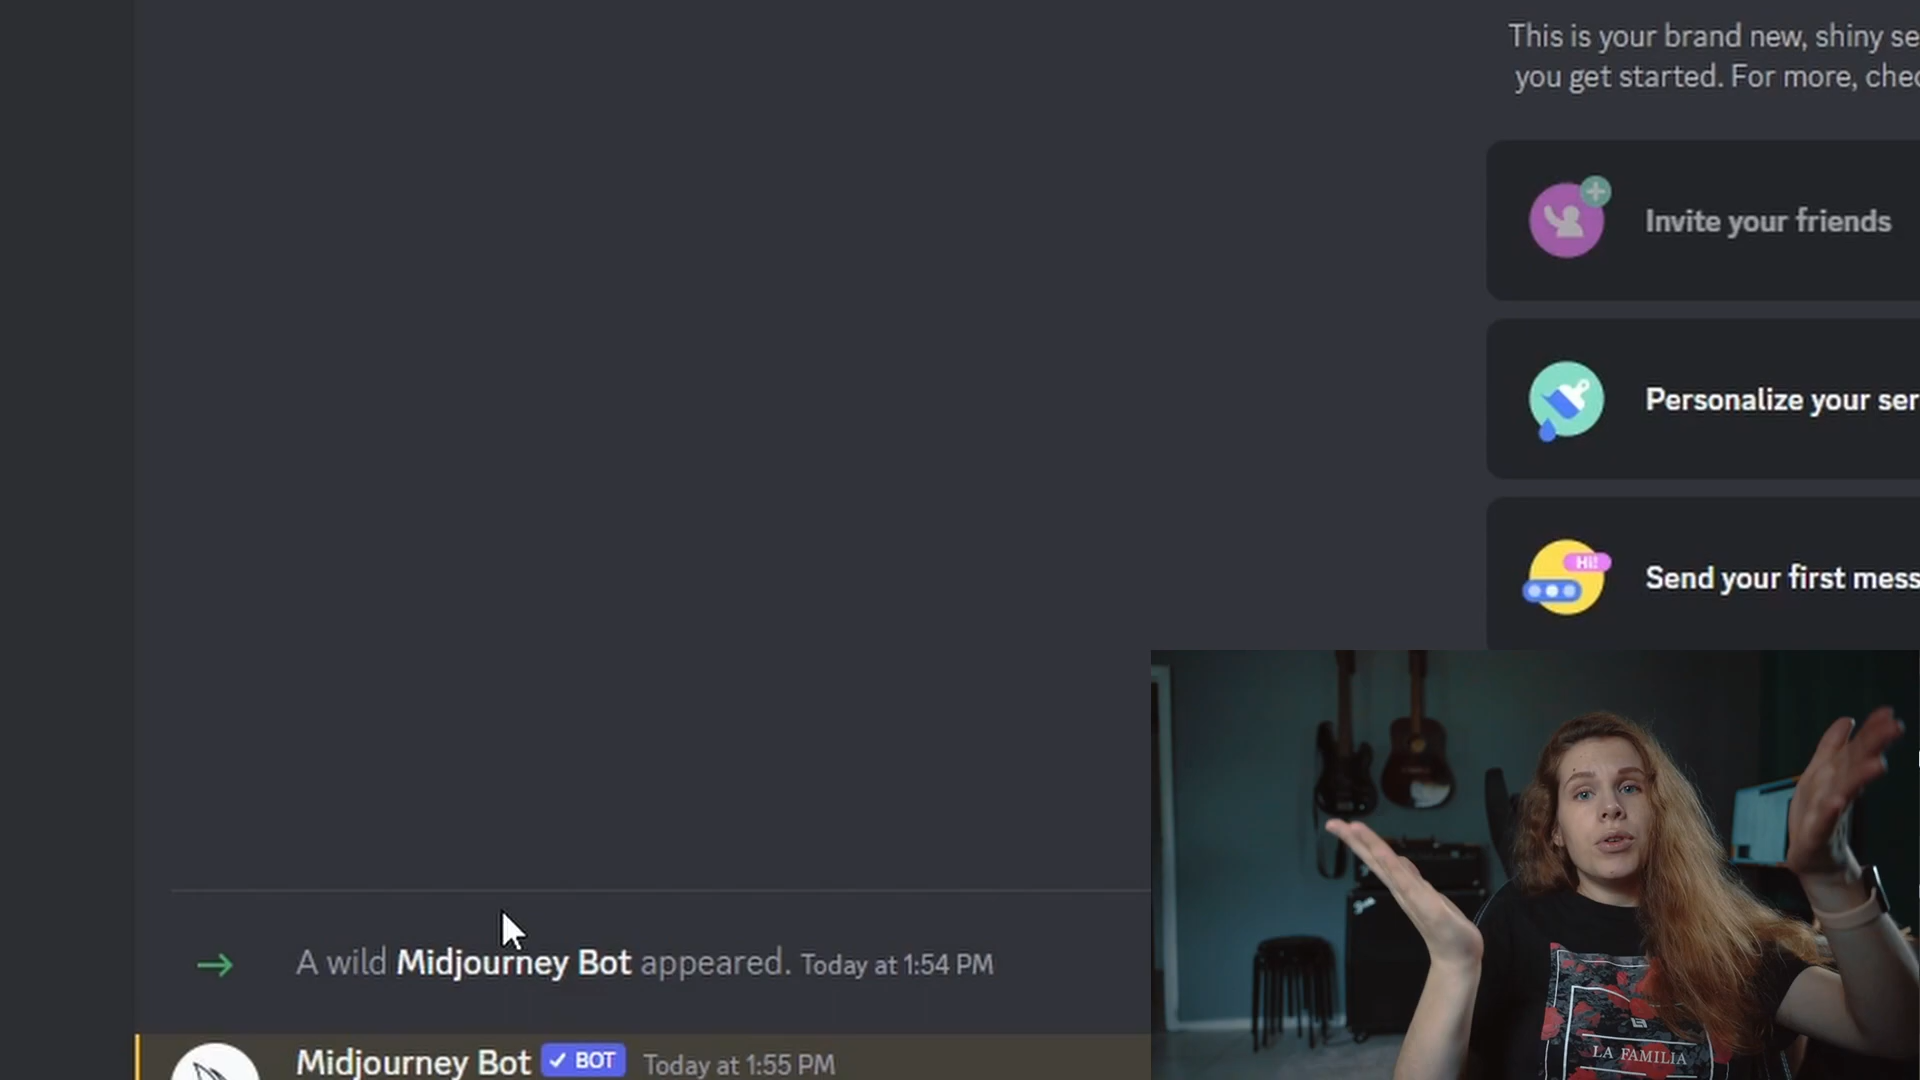 This is your brand new, shiny se
you get started. For more, chec
Invite your friends
Personalize your ser
Hi!
Send your first mess
A wild Midjourney Bot appeared. Today at 1:54 PM
Midjourney Bot BOT Today at 1:55 PM
LA FAMILIA